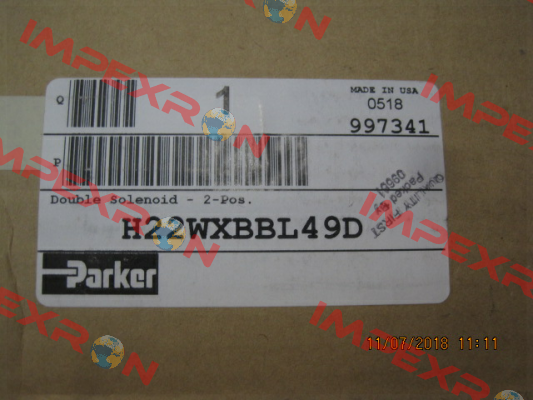 IMPEXRON
Q
1
MADE IN USA
0518
997341
P
Double Solenoid - 2-Pos.
H22WXBBL49D
QUALITY FIRST
Packed By
09601
Parker
11/07/2018 11:11